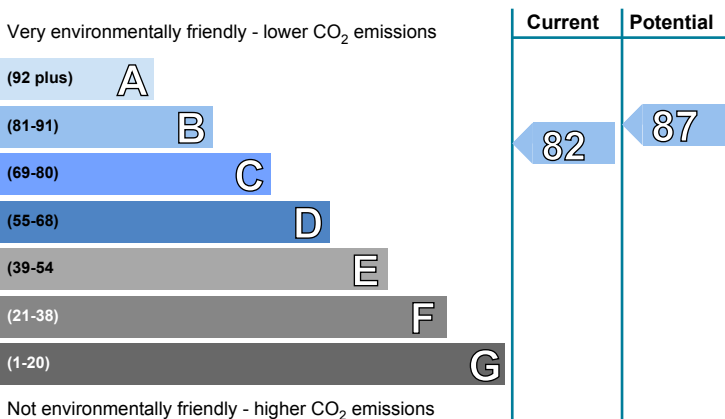 Current Potential
Very environmentally friendly - lower CO2 emissions
(92 plus) A
(81-91) B
82 87
(69-80) C
(55-68) D
(39-54 E
(21-38) F
(1-20) G
Not environmentally friendly - higher CO2 emissions